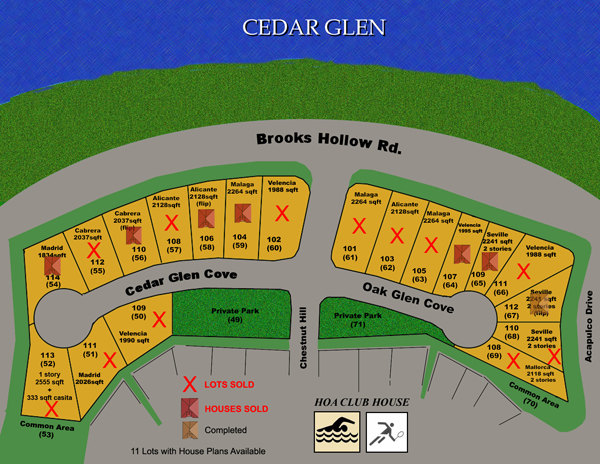 CEDAR GLEN
Brooks Hollow Rd.
Madrid
1834sqft
114
(54)
Cabrera
2037sqft
112
(55)
Cabrera
2037sqft
(flip)
110
(56)
Alicante
2128sqft
108
(57)
Alicante
2128sqft
(flip)
106
(58)
Malaga
2264 sqft
104
(59)
Velencia
1988 sqft
102
(60)
Malaga
2264 sqft
101
(61)
Alicante
2128sqft
103
(62)
Malaga
2264 sqft
105
(63)
Velencia
1995 sqft
107
(64)
Seville
2241 sqft
2 stories
109
(65)
111
(66)
Velencia
1988 sqft
Seville
2241 sqft
2 stories
(flip)
112
(67)
110
(68)
Seville
2241 sqft
2 stories
108
(69)
Mallorca
2118 sqft
2 stories
Common Area
(70)
Acapulco Drive
Cedar Glen Cove
Oak Glen Cove
Chestnut Hill
Private Park
(49)
Private Park
(71)
109
(50)
Velencia
1990 sqft
111
(51)
Madrid
2026sqft
113
(52)
1 story
2555 sqft
+
333 sqft casita
Common Area
(53)
LOTS SOLD
HOUSES SOLD
Completed
11 Lots with House Plans Available
HOA CLUB HOUSE